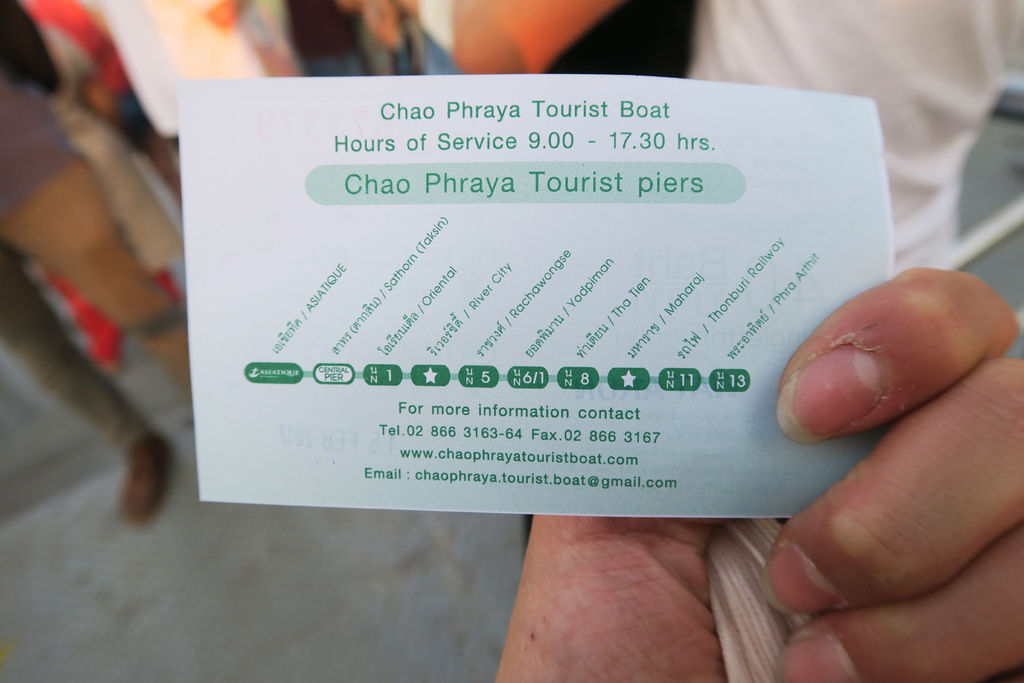 Chao Phraya Tourist Boat
Hours of Service 9.00 - 17.30 hrs.
Chao Phraya Tourist piers
เอเชียทีค / ASIATIQUE
สาทร (ตากสิน) / Sathorn (Taksin)
โอเรียนเต็ล / Oriental
ริเวอร์ซิตี้ / River City
ราชวงศ์ / Rachawongse
ยอดพิมาน / Yodpiman
ท่าเตียน / Tha Tien
มหาราช / Maharaj
รถไฟ / Thonburi Railway
พระอาทิตย์ / Phra Arthit
ASIATIQUE
CENTRAL PIER
น N 1
น N 5
น N 6/1
น N 8
น N 11
น N 13
For more information contact
Tel.02 866 3163-64 Fax.02 866 3167
www.chaophrayatouristboat.com
Email : chaophraya.tourist.boat@gmail.com